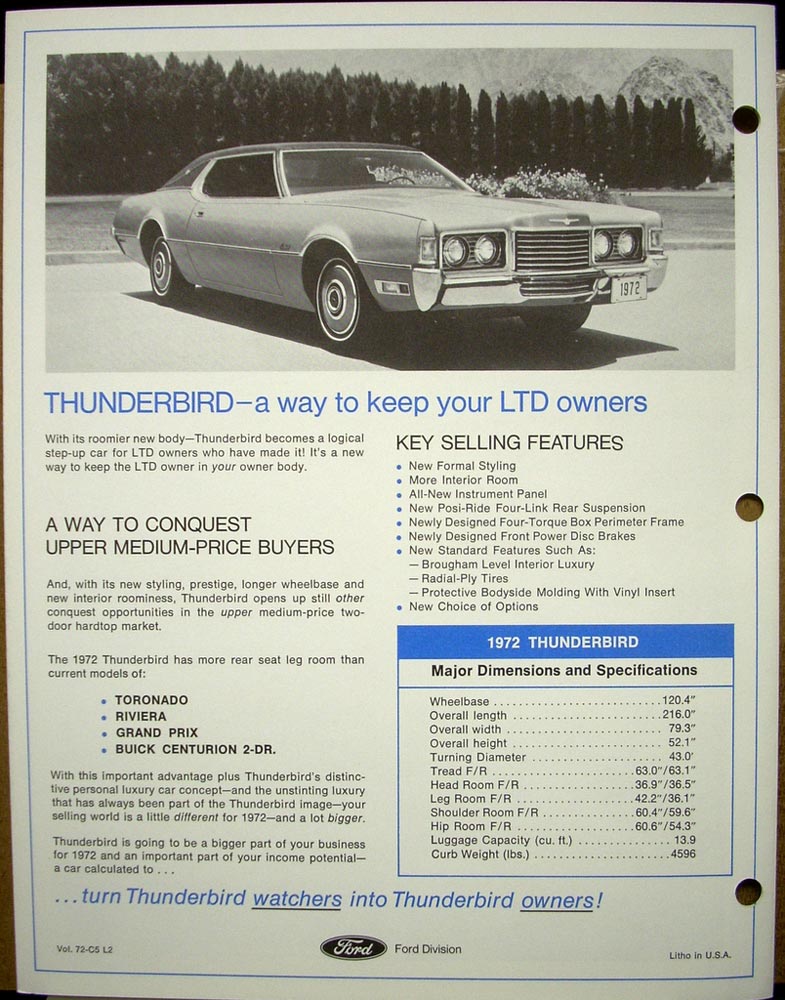 1972
THUNDERBIRD—a way to keep your LTD owners
With its roomier new body—Thunderbird becomes a logical
step-up car for LTD owners who have made it! It's a new
way to keep the LTD owner in your owner body.
A WAY TO CONQUEST
UPPER MEDIUM-PRICE BUYERS
And, with its new styling, prestige, longer wheelbase and
new interior roominess, Thunderbird opens up still other
conquest opportunities in the upper medium-price two-
door hardtop market.
The 1972 Thunderbird has more rear seat leg room than
current models of:
• TORONADO
• RIVIERA
• GRAND PRIX
• BUICK CENTURION 2-DR.
With this important advantage plus Thunderbird's distinc-
tive personal luxury car concept—and the unstinting luxury
that has always been part of the Thunderbird image—your
selling world is a little different for 1972—and a lot bigger.
Thunderbird is going to be a bigger part of your business
for 1972 and an important part of your income potential—
a car calculated to . . .
KEY SELLING FEATURES
• New Formal Styling
• More Interior Room
• All-New Instrument Panel
• New Posi-Ride Four-Link Rear Suspension
• Newly Designed Four-Torque Box Perimeter Frame
• Newly Designed Front Power Disc Brakes
• New Standard Features Such As:
— Brougham Level Interior Luxury
— Radial-Ply Tires
— Protective Bodyside Molding With Vinyl Insert
• New Choice of Options
1972 THUNDERBIRD
Major Dimensions and Specifications
Wheelbase . . . . . . . . . . . . . . . . . . . . . . . . . 120.4"
Overall length . . . . . . . . . . . . . . . . . . . . . . 216.0"
Overall width . . . . . . . . . . . . . . . . . . . . . . . 79.3"
Overall height . . . . . . . . . . . . . . . . . . . . . . 52.1"
Turning Diameter . . . . . . . . . . . . . . . . . . . . 43.0'
Tread F/R . . . . . . . . . . . . . . . . . . . . . 63.0"/63.1"
Head Room F/R . . . . . . . . . . . . . . . . . 36.9"/36.5"
Leg Room F/R . . . . . . . . . . . . . . . . . . 42.2"/36.1"
Shoulder Room F/R . . . . . . . . . . . . . . 60.4"/59.6"
Hip Room F/R . . . . . . . . . . . . . . . . . . 60.6"/54.3"
Luggage Capacity (cu. ft.) . . . . . . . . . . . . . . 13.9
Curb Weight (lbs.) . . . . . . . . . . . . . . . . . . . . 4596
. . . turn Thunderbird watchers into Thunderbird owners!
Vol. 72-C5 L2
Ford
Ford Division
Litho in U.S.A.